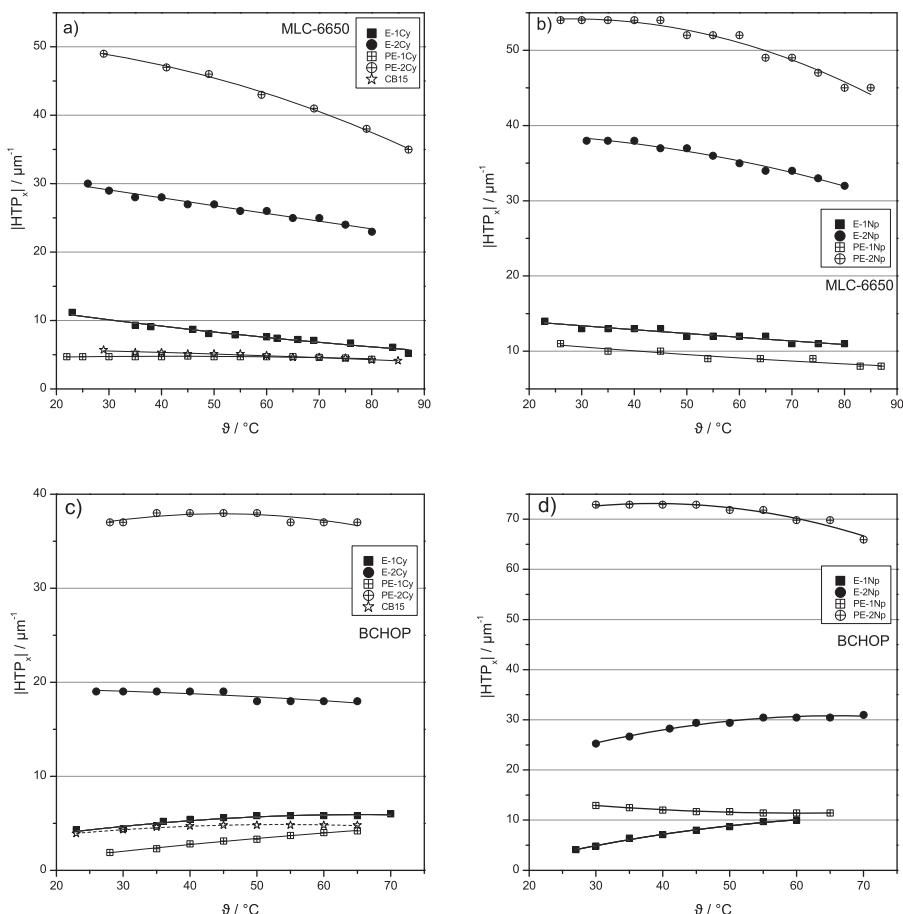 a)
MLC-6650
E-1Cy
E-2Cy
PE-1Cy
PE-2Cy
CB15
50
40
30
20
10
0
|HTPₓ| / µm⁻¹
20 30 40 50 60 70 80 90
ϑ / °C
b)
50
40
30
20
10
|HTPₓ| / µm⁻¹
E-1Np
E-2Np
PE-1Np
PE-2Np
MLC-6650
20 30 40 50 60 70 80 90
ϑ / °C
c)
40
30
20
10
0
|HTPₓ| / µm⁻¹
E-1Cy
E-2Cy
PE-1Cy
PE-2Cy
CB15
BCHOP
20 30 40 50 60 70
ϑ / °C
d)
70
60
50
40
30
20
10
0
|HTPₓ| / µm⁻¹
E-1Np
E-2Np
PE-1Np
PE-2Np
BCHOP
20 30 40 50 60 70
ϑ / °C